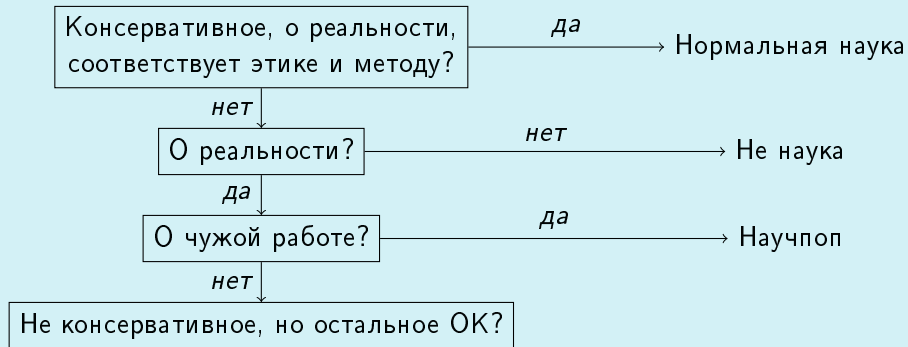 Консервативное, о реальности,
соответствует этике и методу?
да
Нормальная наука
нет
О реальности?
нет
Не наука
да
О чужой работе?
да
Научпоп
нет
Не консервативное, но остальное ОК?